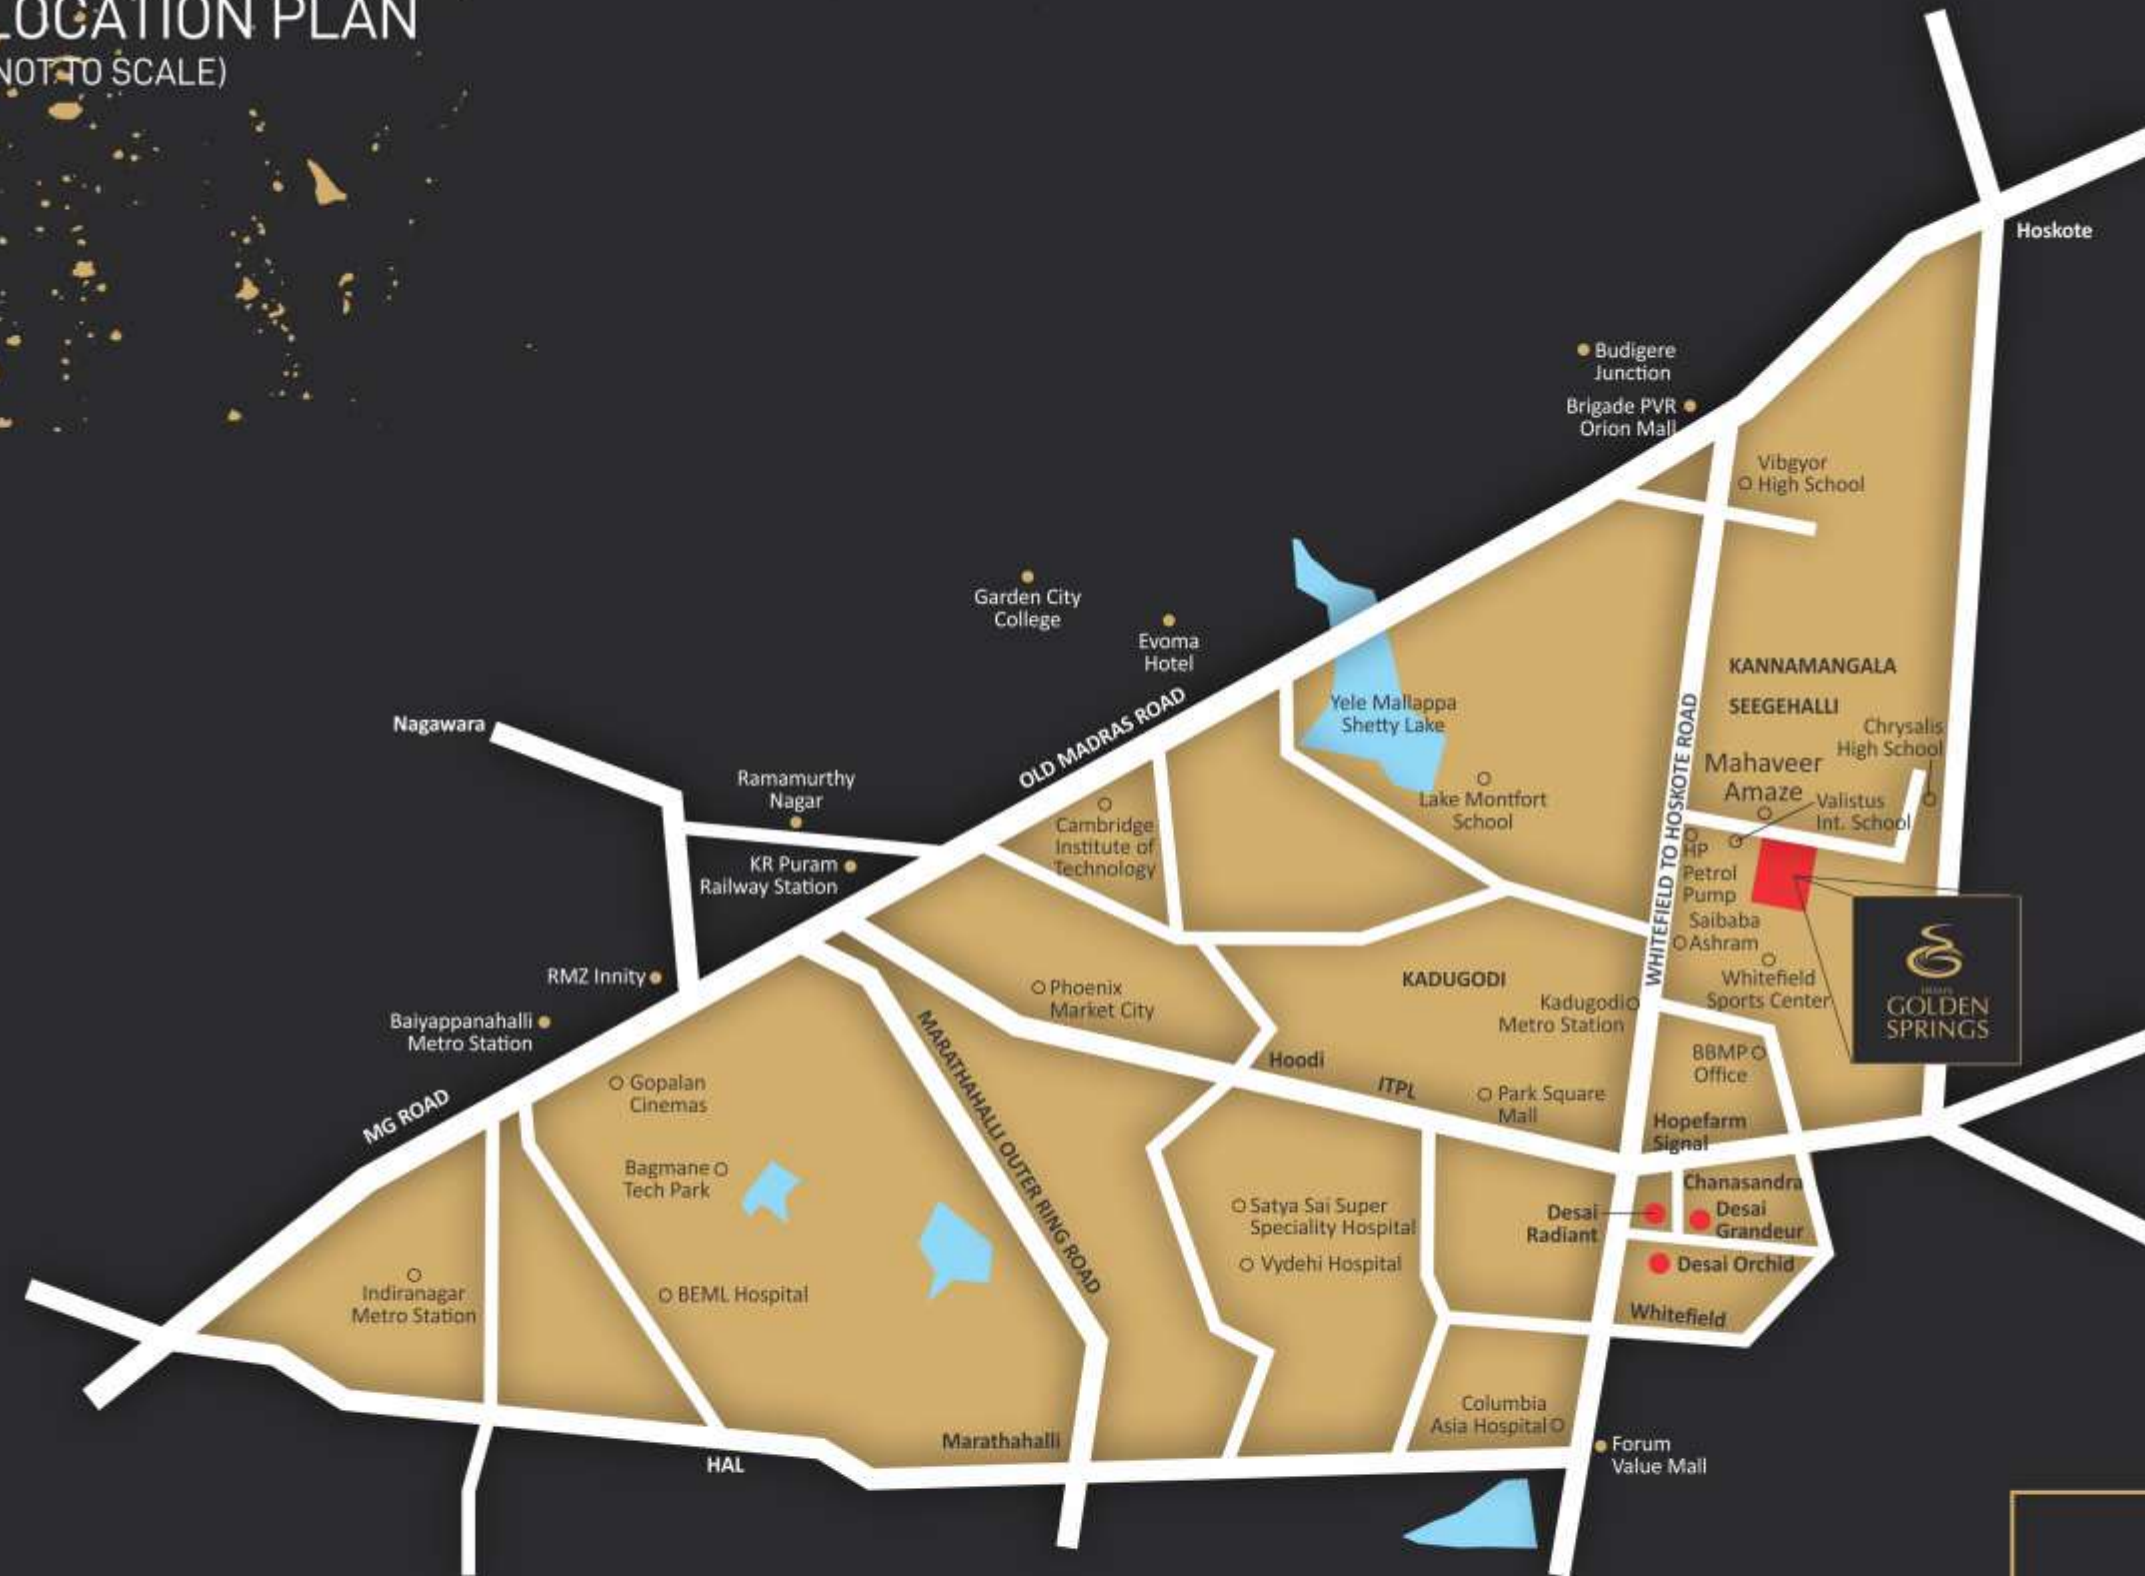 LOCATION PLAN
(NOT TO SCALE)
Hoskote
Budigere
Junction
Brigade PVR
Orion Mall
Vibgyor
High School
Garden City
College
Evoma
Hotel
KANNAMANGALA
SEEGEHALLI
Chrysalis
High School
Nagawara
OLD MADRAS ROAD
Yele Mallappa
Shetty Lake
WHITEFIELD TO HOSKOTE ROAD
Mahaveer
Amaze
Valistus
Int. School
Ramamurthy
Nagar
Lake Montfort
School
Cambridge
Institute of
Technology
HP
Petrol
Pump
KR Puram
Railway Station
Saibaba
Ashram
RMZ Innity
Phoenix
Market City
KADUGODI
Whitefield
Sports Center
Kadugodi
Metro Station
GOLDEN
SPRINGS
Baiyappanahalli
Metro Station
MARATHAHALLI OUTER RING ROAD
Hoodi
BBMP
Office
MG ROAD
Gopalan
Cinemas
ITPL
Park Square
Mall
Hopefarm
Signal
Bagmane
Tech Park
Chanasandra
Satya Sai Super
Speciality Hospital
Desai
Radiant
Desai
Grandeur
Vydehi Hospital
Desai Orchid
Indiranagar
Metro Station
BEML Hospital
Whitefield
Columbia
Asia Hospital
Marathahalli
HAL
Forum
Value Mall